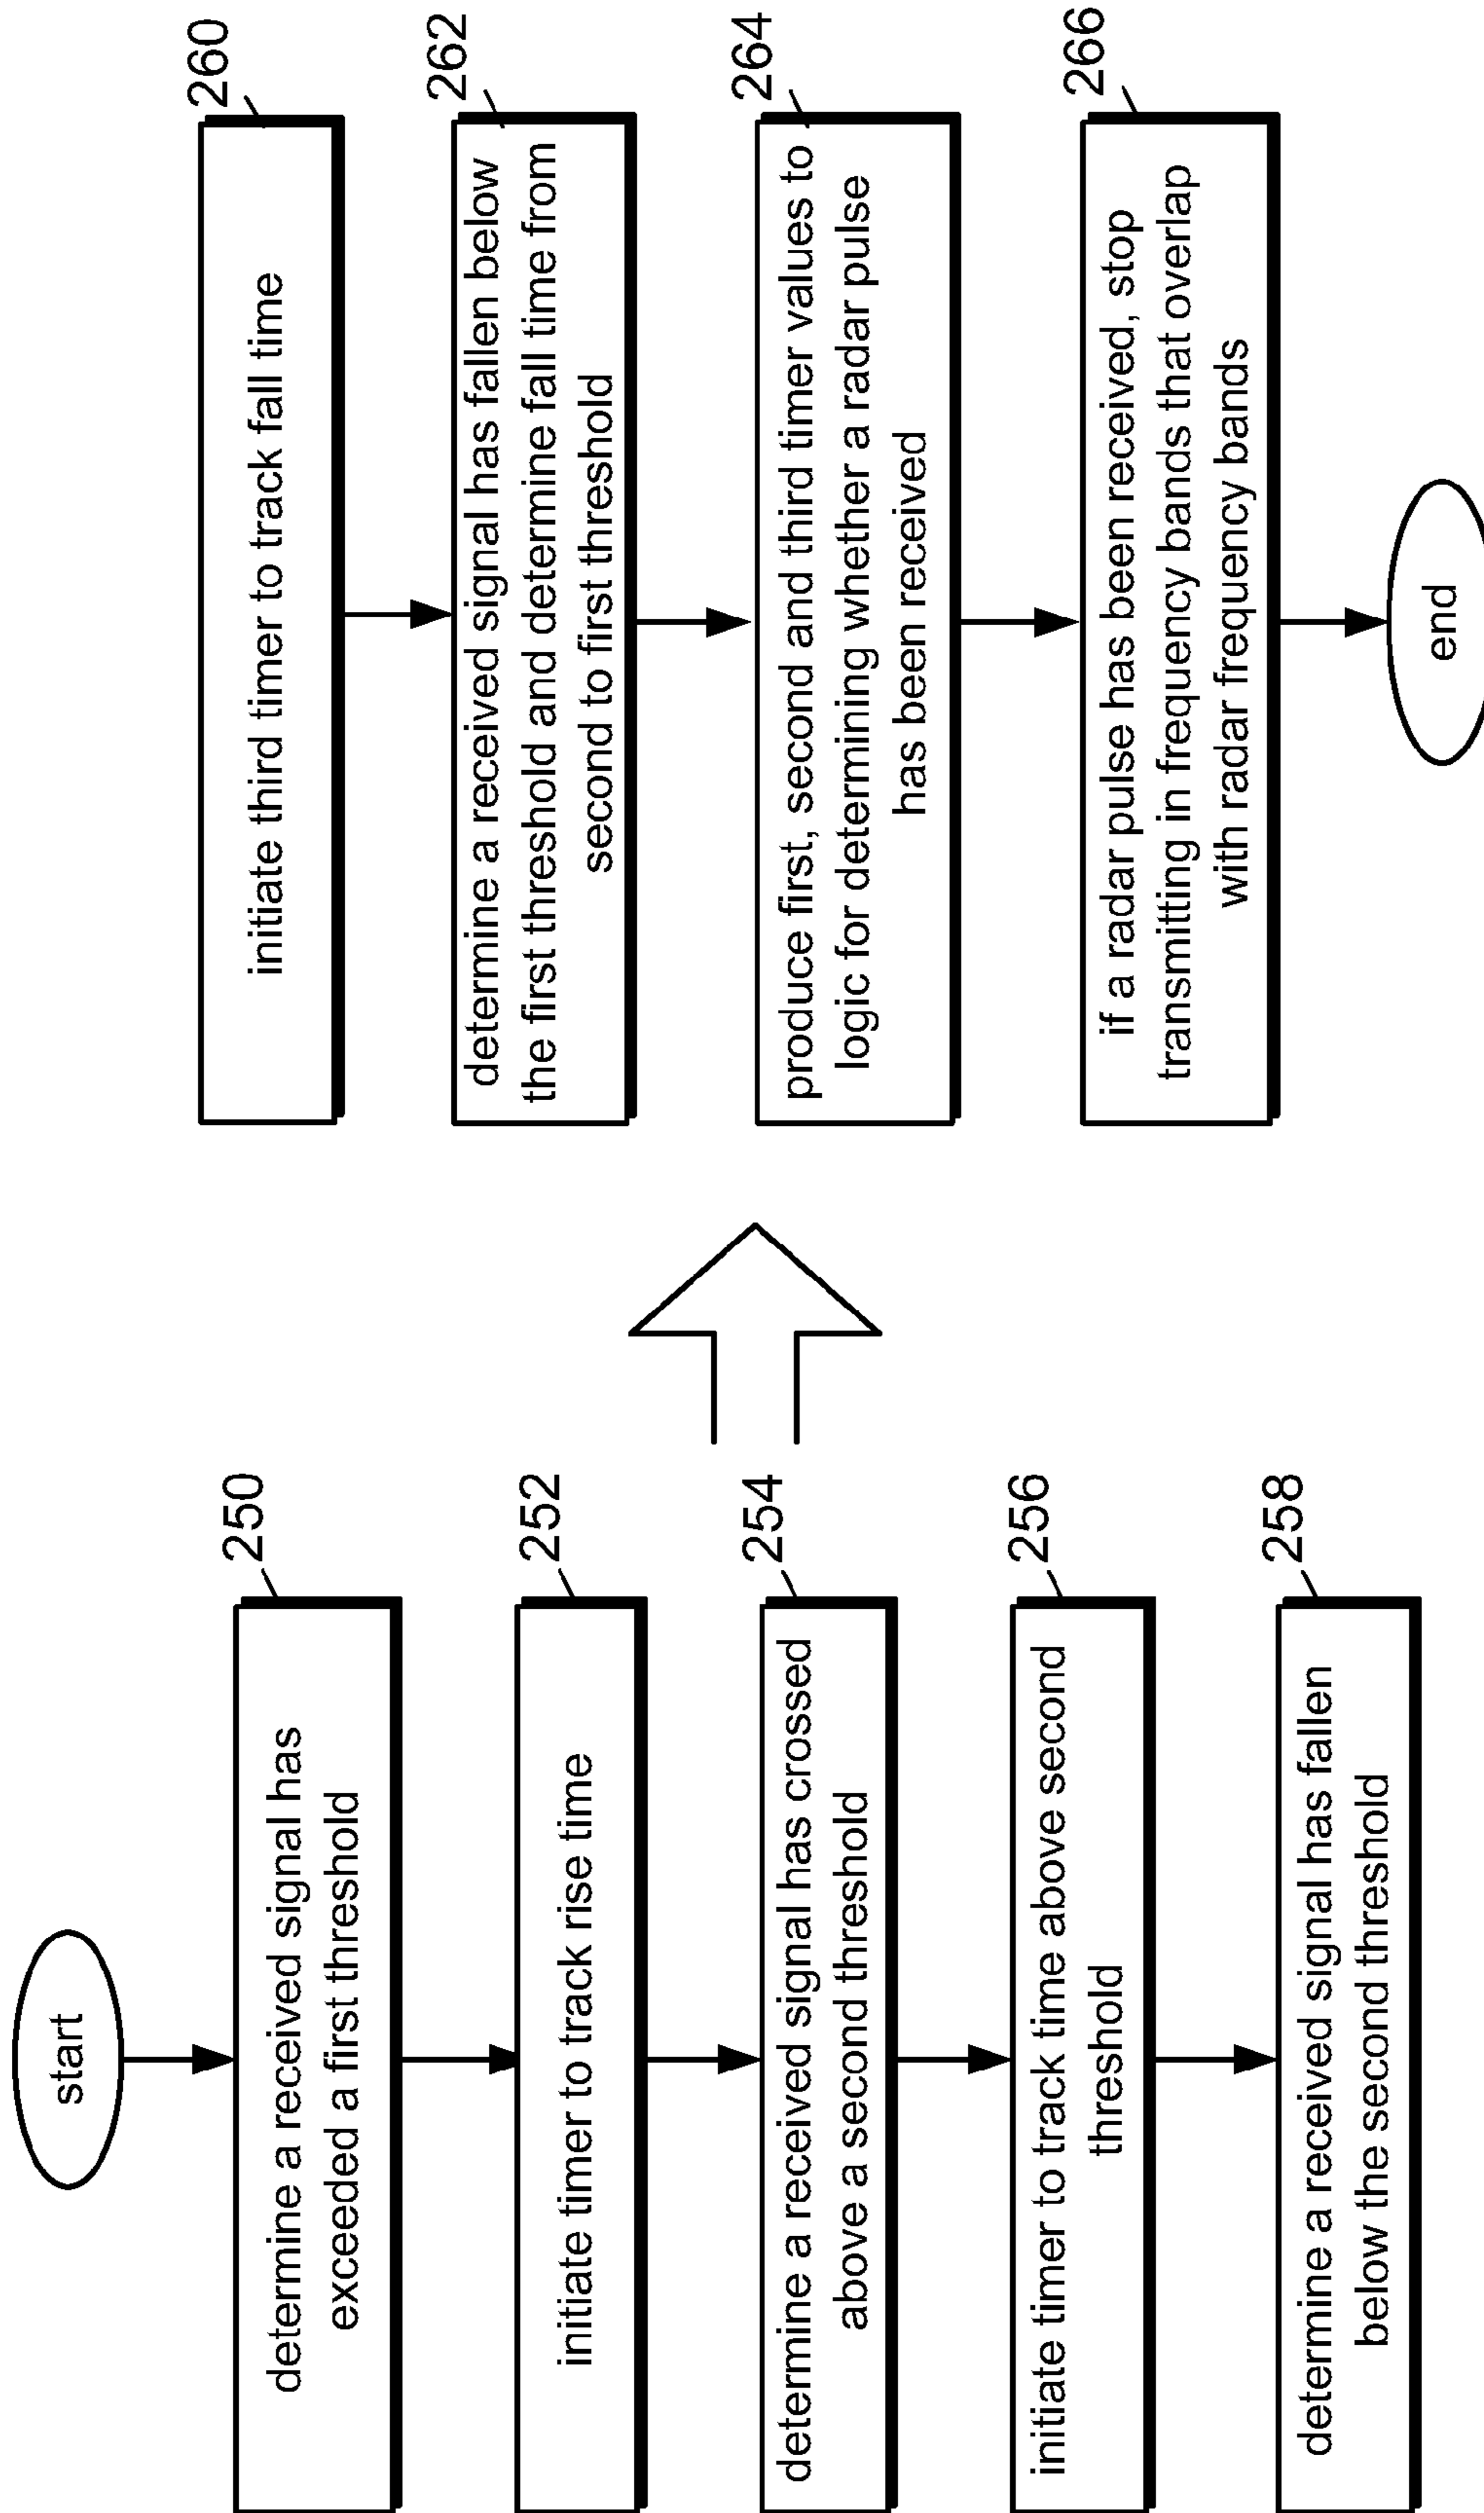 start
250
determine a received signal has
exceeded a first threshold
252
initiate timer to track rise time
254
determine a received signal has crossed
above a second threshold
256
initiate timer to track time above second
threshold
258
determine a received signal has fallen
below the second threshold
260
initiate third timer to track fall time
262
determine a received signal has fallen below
the first threshold and determine fall time from
second to first threshold
264
produce first, second and third timer values to
logic for determining whether a radar pulse
has been received
266
if a radar pulse has been received, stop
transmitting in frequency bands that overlap
with radar frequency bands
end